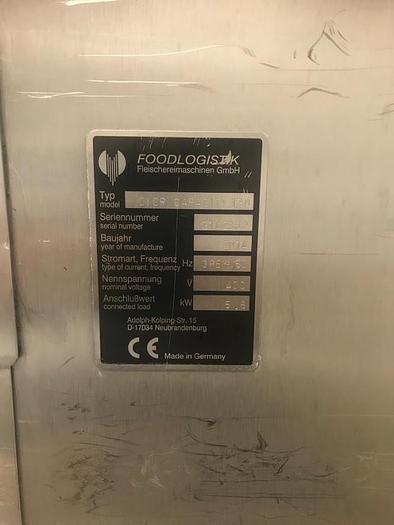 FOODLOGISTIK
Fleischereimaschinen GmbH
Typ
model
Seriennummer
serial number
Baujahr
year of manufacture
Stromart, Frequenz Hz
type of current, frequency
Nennspannung V 400
nominal voltage
Anschlußwert kW
connected load
Adolph-Kolping-Str. 15
D-17034 Neubrandenburg
CE Made in Germany